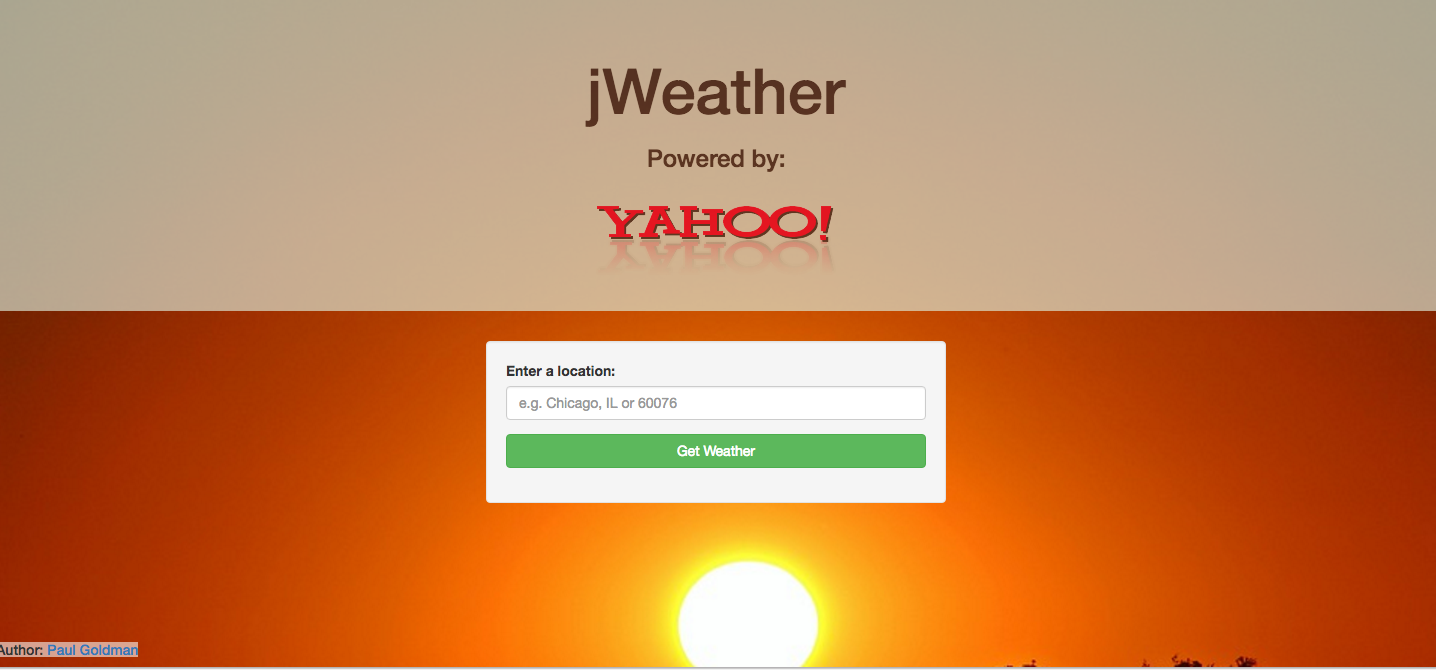 jWeather
Powered by:
YAHOO!
Enter a location:
e.g. Chicago, IL or 60076
Get Weather
Author: Paul Goldman